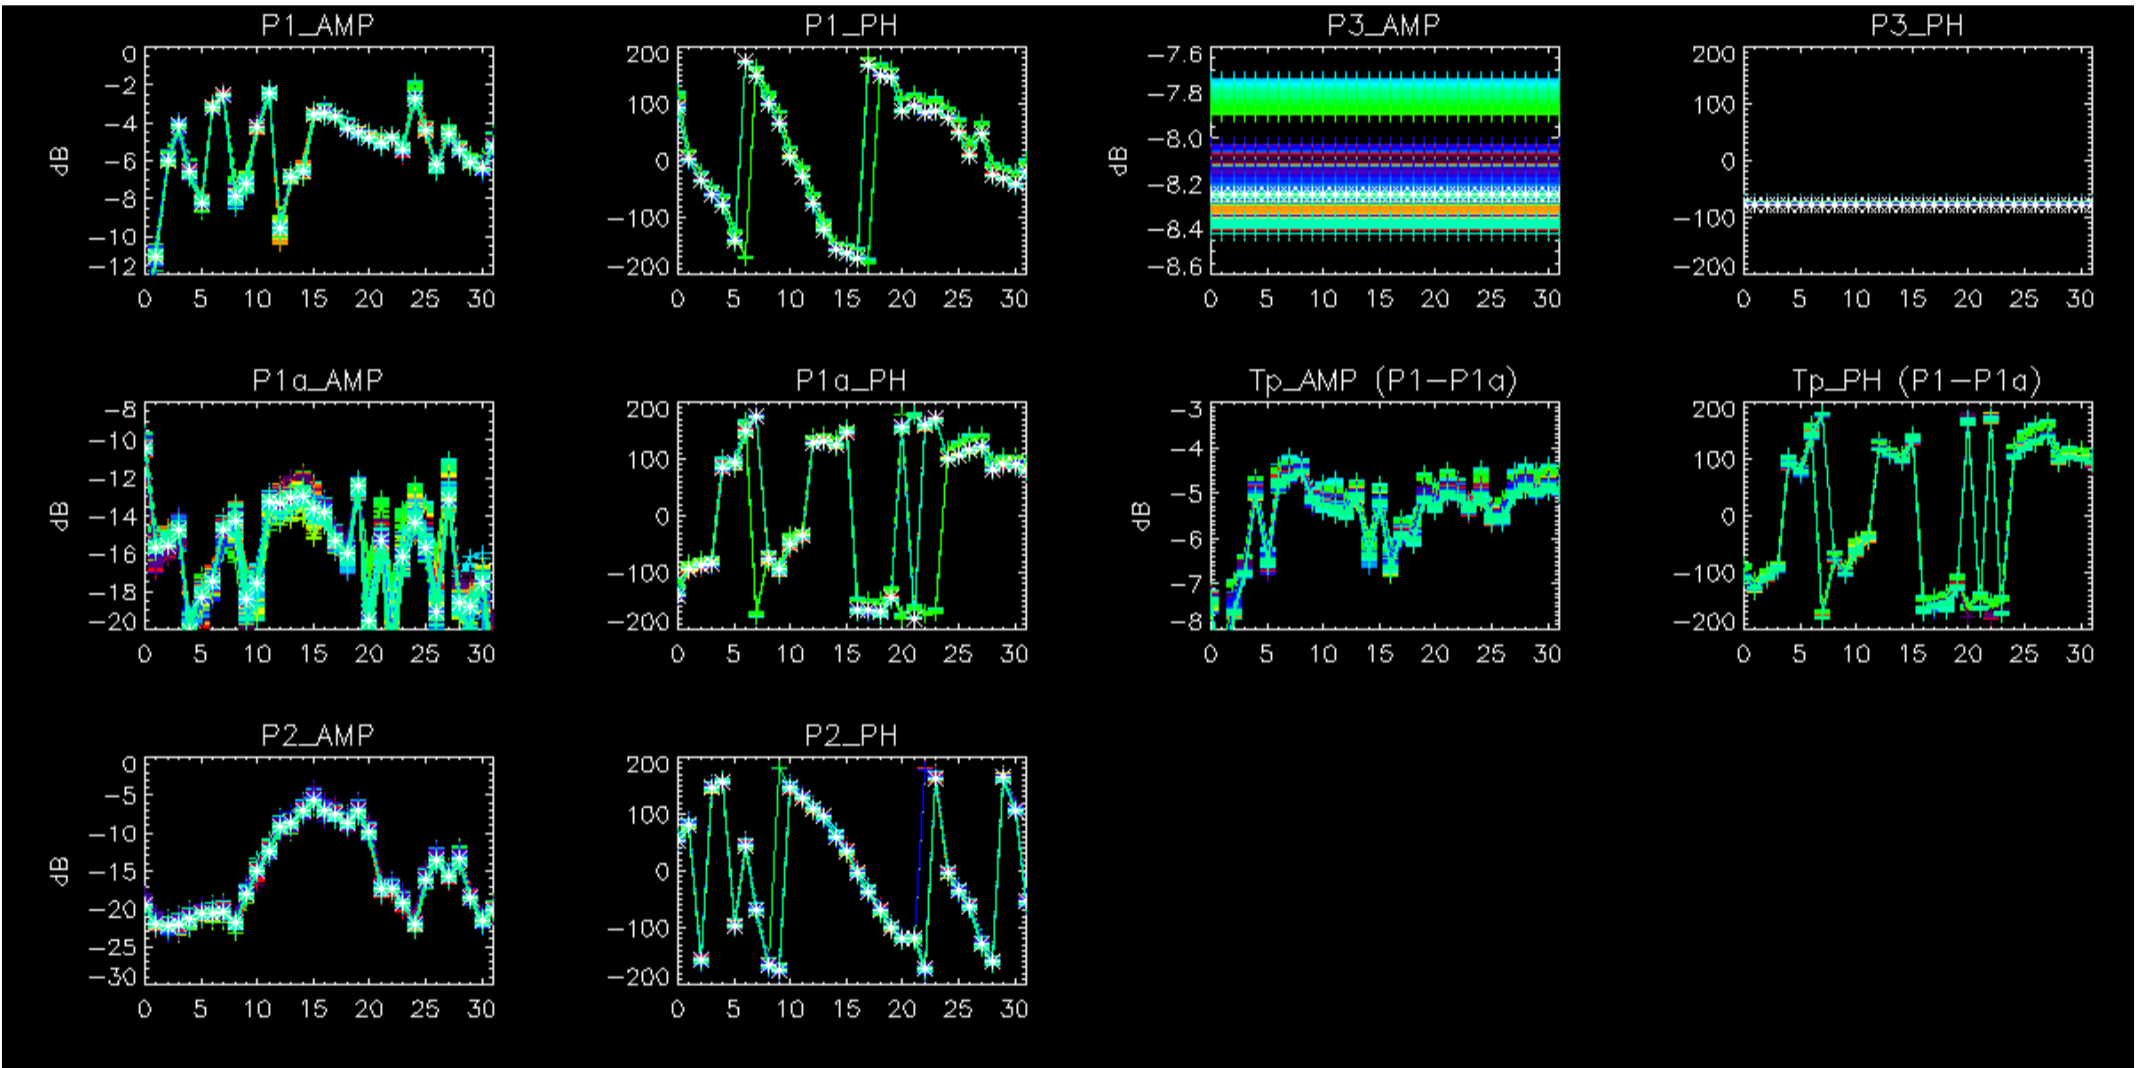 P1_AMP
P1_PH
P3_AMP
P3_PH
0
-2
-4
-6
-8
-10
-12
dB
0 5 10 15 20 25 30
200
100
0
-100
-200
0 5 10 15 20 25 30
-7.6
-7.8
-8.0
-8.2
-8.4
-8.6
dB
0 5 10 15 20 25 30
200
100
0
-100
-200
0 5 10 15 20 25 30
P1a_AMP
P1a_PH
Tp_AMP (P1-P1a)
Tp_PH (P1-P1a)
-8
-10
-12
-14
-16
-18
-20
dB
0 5 10 15 20 25 30
200
100
0
-100
-200
0 5 10 15 20 25 30
-3
-4
-5
-6
-7
-8
dB
0 5 10 15 20 25 30
200
100
0
-100
-200
0 5 10 15 20 25 30
P2_AMP
P2_PH
0
-5
-10
-15
-20
-25
-30
dB
0 5 10 15 20 25 30
200
100
0
-100
-200
0 5 10 15 20 25 30